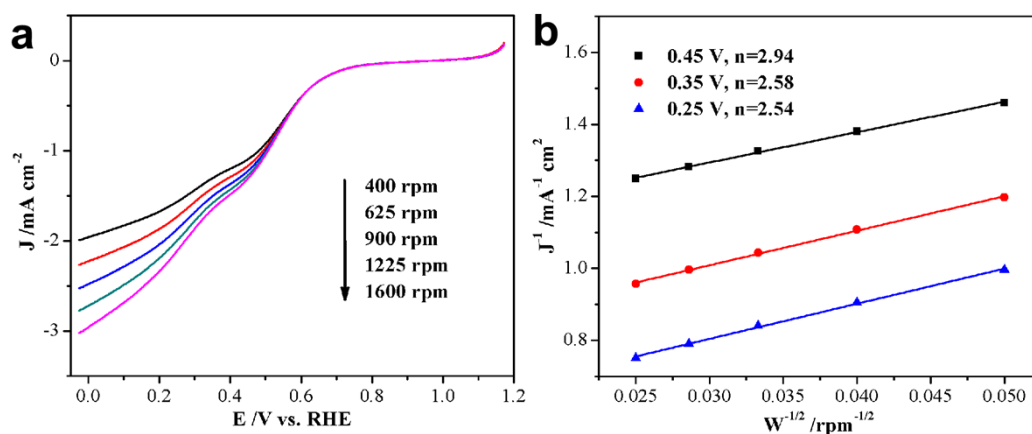 a
0
-1
-2
-3
J /mA cm⁻²
400 rpm
625 rpm
900 rpm
1225 rpm
1600 rpm
0.0 0.2 0.4 0.6 0.8 1.0 1.2
E /V vs. RHE
b
1.6
1.4
1.2
1.0
0.8
J⁻¹ /mA⁻¹ cm²
0.45 V, n=2.94
0.35 V, n=2.58
0.25 V, n=2.54
0.025 0.030 0.035 0.040 0.045 0.050
W⁻¹/² /rpm⁻¹/²